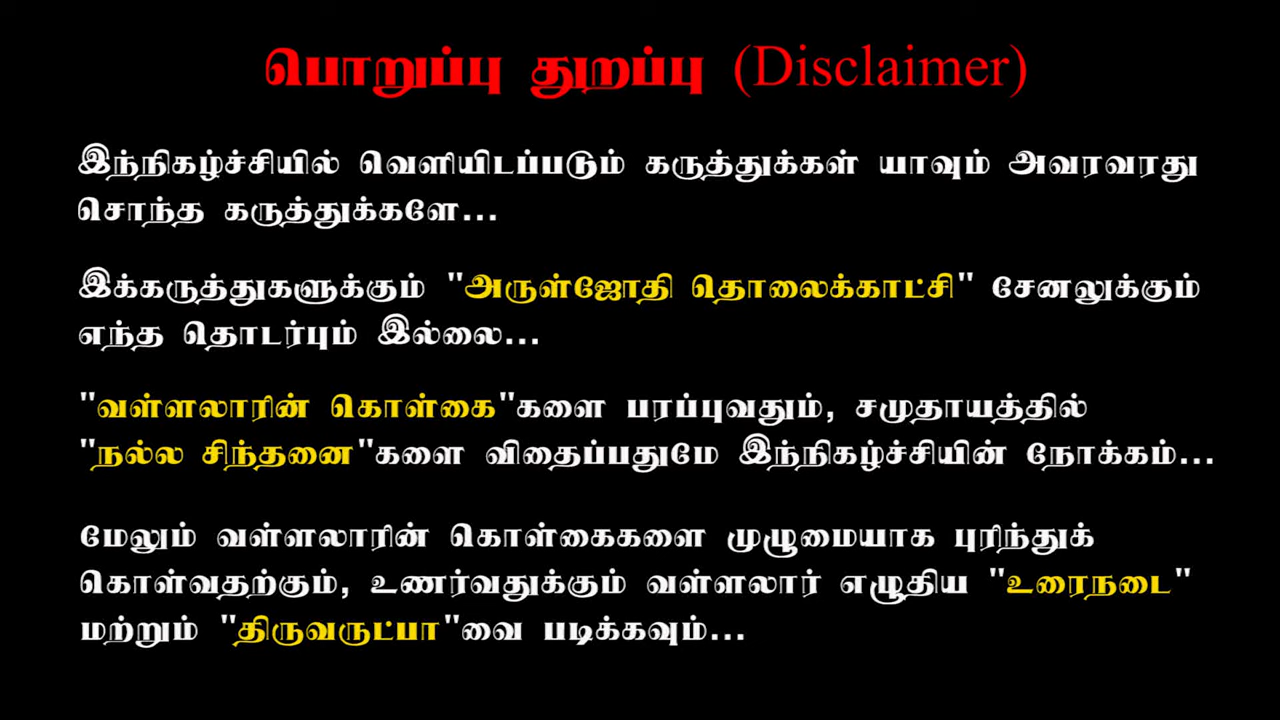 பொறுப்பு துறப்பு (Disclaimer)
இந்நிகழ்ச்சியில் வெளியிடப்படும் கருத்துக்கள் யாவும் அவரவரது
சொந்த கருத்துக்களே...
இக்கருத்துகளுக்கும் "அருள்ஜோதி தொலைக்காட்சி" சேனலுக்கும்
எந்த தொடர்பும் இல்லை...
"வள்ளலாரின் கொள்கை"களை பரப்புவதும், சமுதாயத்தில்
"நல்ல சிந்தனை"களை விதைப்பதுமே இந்நிகழ்ச்சியின் நோக்கம்...
மேலும் வள்ளலாரின் கொள்கைகளை முழுமையாக புரிந்துக்
கொள்வதற்கும், உணர்வதுக்கும் வள்ளலார் எழுதிய "உரைநடை"
மற்றும் "திருவருட்பா"வை படிக்கவும்...